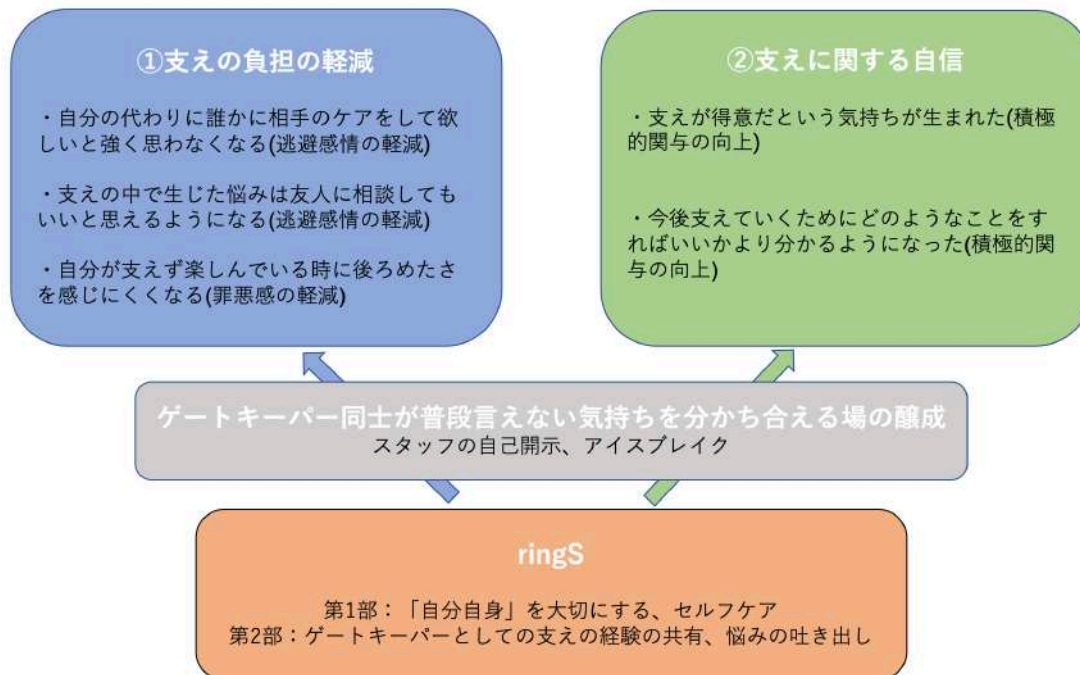 ①支えの負担の軽減
・自分の代わりに誰かに相手のケアをして欲
しいと強く思わなくなる(逃避感情の軽減)
・支えの中で生じた悩みは友人に相談しても
いいと思えるようになる(逃避感情の軽減)
・自分が支えず楽しんでいる時に後ろめたさ
を感じにくくなる(罪悪感の軽減)
②支えに関する自信
・支えが得意だという気持ちが生まれた(積極
的関与の向上)
・今後支えていくためにどのようなことをす
ればいいかより分かるようになった(積極的関
与の向上)
ゲートキーパー同士が普段言えない気持ちを分かち合える場の醸成
スタッフの自己開示、アイスブレイク
ringS
第1部：「自分自身」を大切にする、セルフケア
第2部：ゲートキーパーとしての支えの経験の共有、悩みの吐き出し